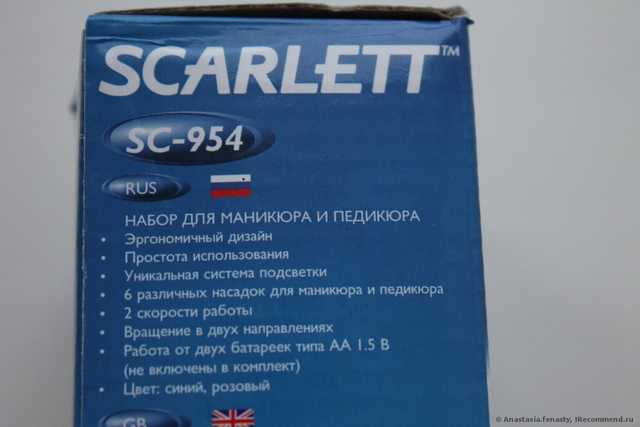 SCARLETT™
SC-954
RUS
НАБОР ДЛЯ МАНИКЮРА И ПЕДИКЮРА
• Эргономичный дизайн
• Простота использования
• Уникальная система подсветки
• 6 различных насадок для маникюра и педикюра
• 2 скорости работы
• Вращение в двух направлениях
• Работа от двух батареек типа АА 1.5 В
(не включены в комплект)
• Цвет: синий, розовый
GB
© Anastasia.fenasty, IRecommend.ru